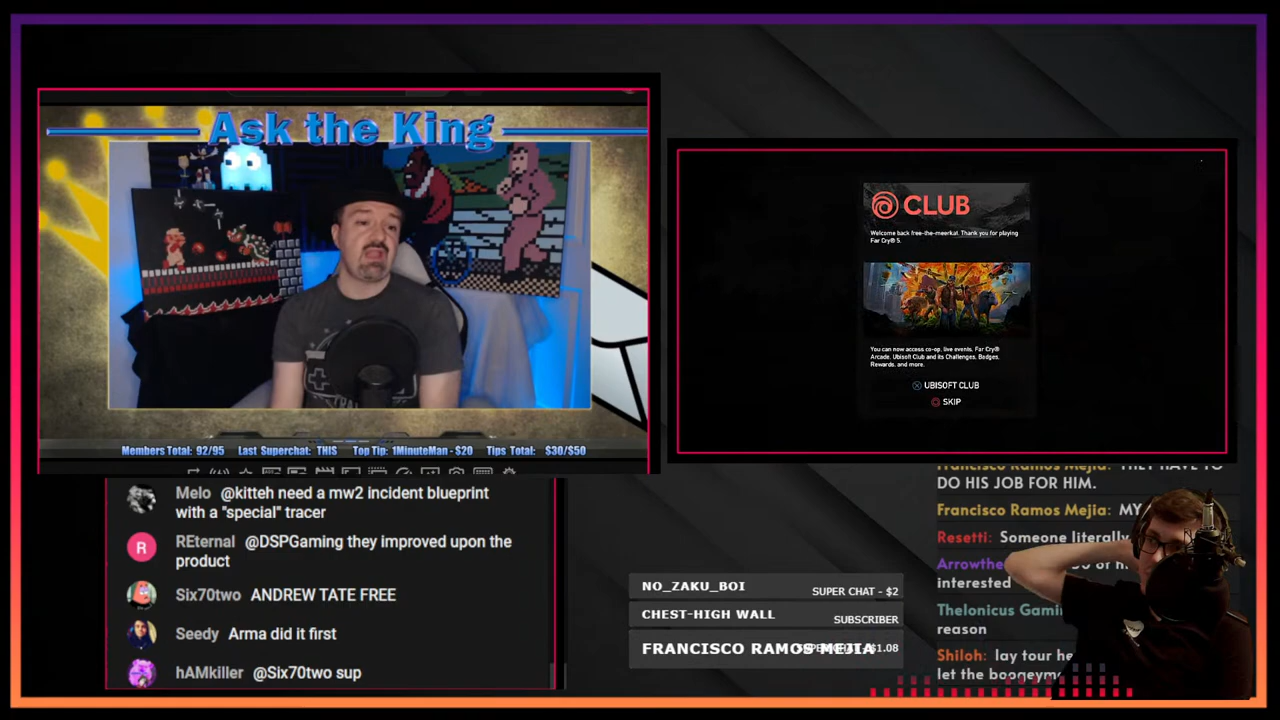 Ask the King
Members Total: 92/95 Last Superchat: THIS Top Tip: 1MinuteMan - $20 Tips Total: $30/$50
CLUB
Welcome back free-the-meerkat. Thank you for playing
Far Cry® 5.
You can now access co-op, live events, Far Cry®
Arcade, Ubisoft Club and its Challenges, Badges,
Rewards, and more.
UBISOFT CLUB
SKIP
Melo @kitteh need a mw2 incident blueprint
with a "special" tracer
R
REternal @DSPGaming they improved upon the
product
Six70two ANDREW TATE FREE
Seedy Arma did it first
hAMkiller @Six70two sup
NO_ZAKU_BOI SUPER CHAT - $2
CHEST-HIGH WALL SUBSCRIBER
FRANCISCO RAMOS MEJIA $1.08
Francisco Ramos Mejia: THEY HAVE TO
DO HIS JOB FOR HIM.
Francisco Ramos Mejia: MY
Resetti: Someone literally
Arrowthe
interested
Thelonicus Gami
reason
Shiloh: lay tour he
let the boogeym